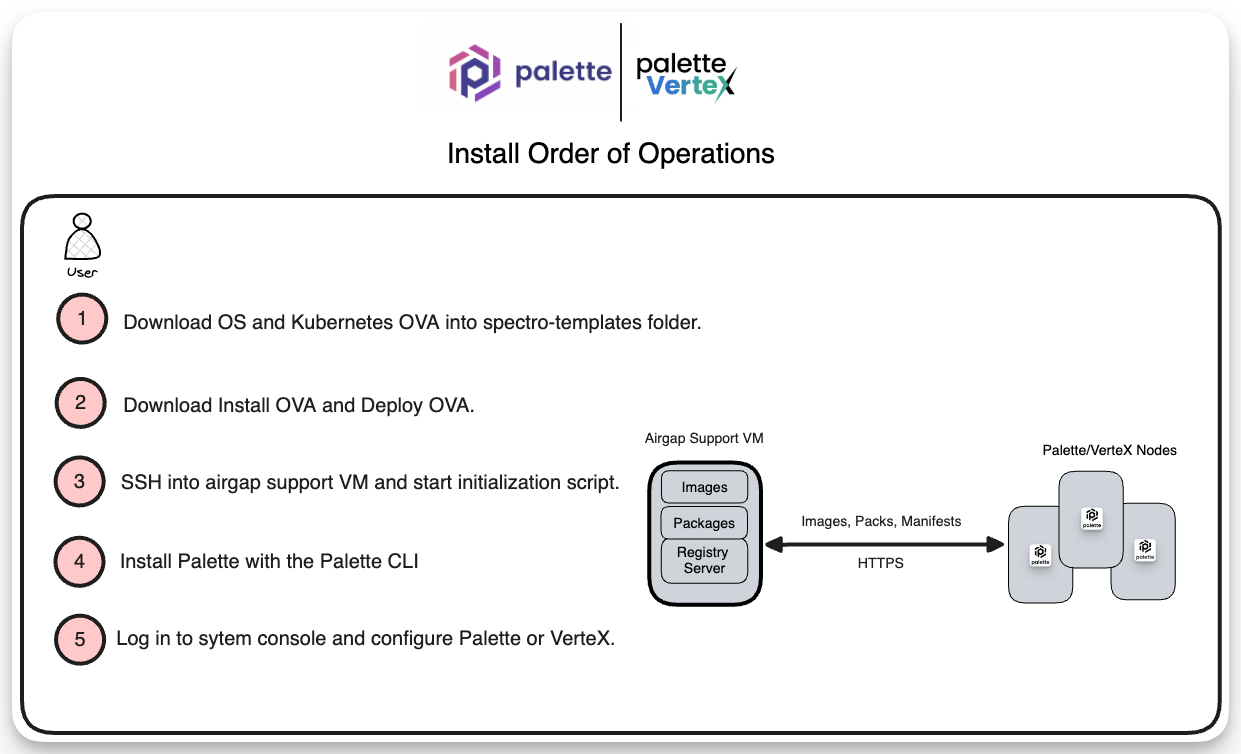 palette
palette
VerteX
Install Order of Operations
User
1
Download OS and Kubernetes OVA into spectro-templates folder.
2
Download Install OVA and Deploy OVA.
3
SSH into airgap support VM and start initialization script.
4
Install Palette with the Palette CLI
5
Log in to sytem console and configure Palette or VerteX.
Airgap Support VM
Images
Packages
Registry
Server
Images, Packs, Manifests
HTTPS
Palette/VerteX Nodes
palette
palette
palette